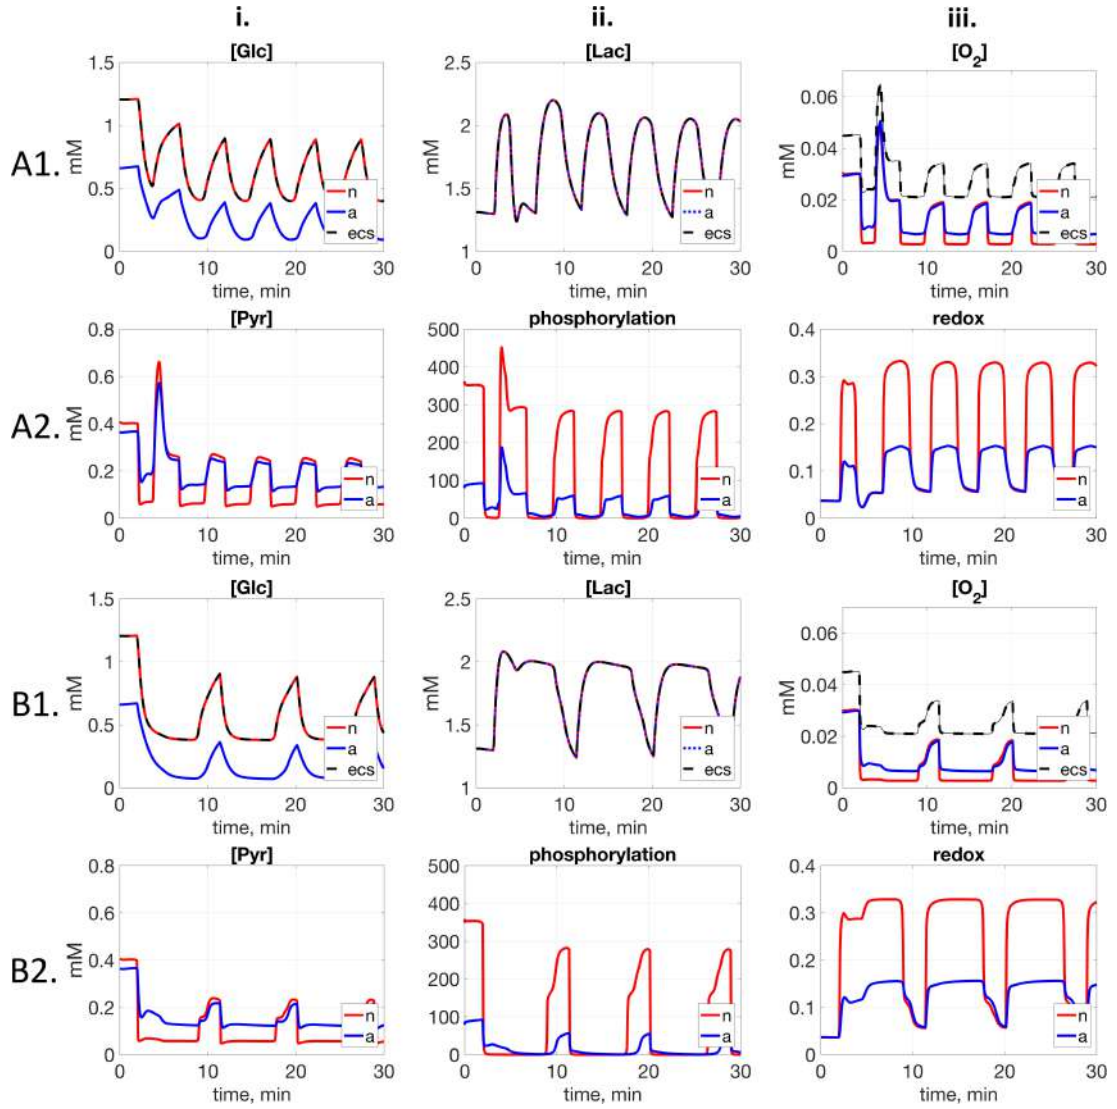 i. ii. iii.
[Glc] [Lac] [O2]
A1.
mM
1.5
1
0.5
0
n
a
ecs
0 10 20 30
time, min
mM
2.5
2
1.5
1
n
a
ecs
0 10 20 30
time, min
mM
0.06
0.04
0.02
0
n
a
ecs
0 10 20 30
time, min
[Pyr] phosphorylation redox
A2.
mM
0.8
0.6
0.4
0.2
0
n
a
0 10 20 30
time, min
500
400
300
200
100
0
n
a
0 10 20 30
time, min
0.4
0.3
0.2
0.1
0
n
a
0 10 20 30
time, min
[Glc] [Lac] [O2]
B1.
mM
1.5
1
0.5
0
n
a
ecs
0 10 20 30
time, min
mM
2.5
2
1.5
1
n
a
ecs
0 10 20 30
time, min
mM
0.06
0.04
0.02
0
n
a
ecs
0 10 20 30
time, min
[Pyr] phosphorylation redox
B2.
mM
0.8
0.6
0.4
0.2
0
n
a
0 10 20 30
time, min
500
400
300
200
100
0
n
a
0 10 20 30
time, min
0.4
0.3
0.2
0.1
0
n
a
0 10 20 30
time, min